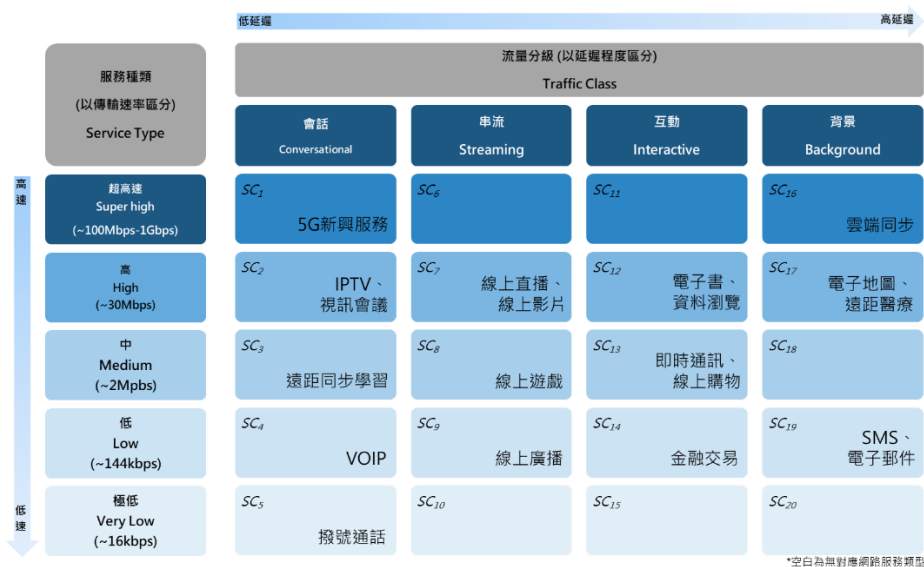 低延遲
高延遲
服務種類
(以傳輸速率區分)
Service Type
流量分級 (以延遲程度區分)
Traffic Class
會話
Conversational
串流
Streaming
互動
Interactive
背景
Background
高
速
低
速
超高速
Super high
(~100Mbps-1Gbps)
SC1
5G新興服務
SC6
SC11
SC16
雲端同步
高
High
(~30Mbps)
SC2
IPTV、
視訊會議
SC7
線上直播、
線上影片
SC12
電子書、
資料瀏覽
SC17
電子地圖、
遠距醫療
中
Medium
(~2Mpbs)
SC3
遠距同步學習
SC8
線上遊戲
SC13
即時通訊、
線上購物
SC18
低
Low
(~144kbps)
SC4
VOIP
SC9
線上廣播
SC14
金融交易
SC19
SMS、
電子郵件
極低
Very Low
(~16kbps)
SC5
撥號通話
SC10
SC15
SC20
*空白為無對應網路服務類型